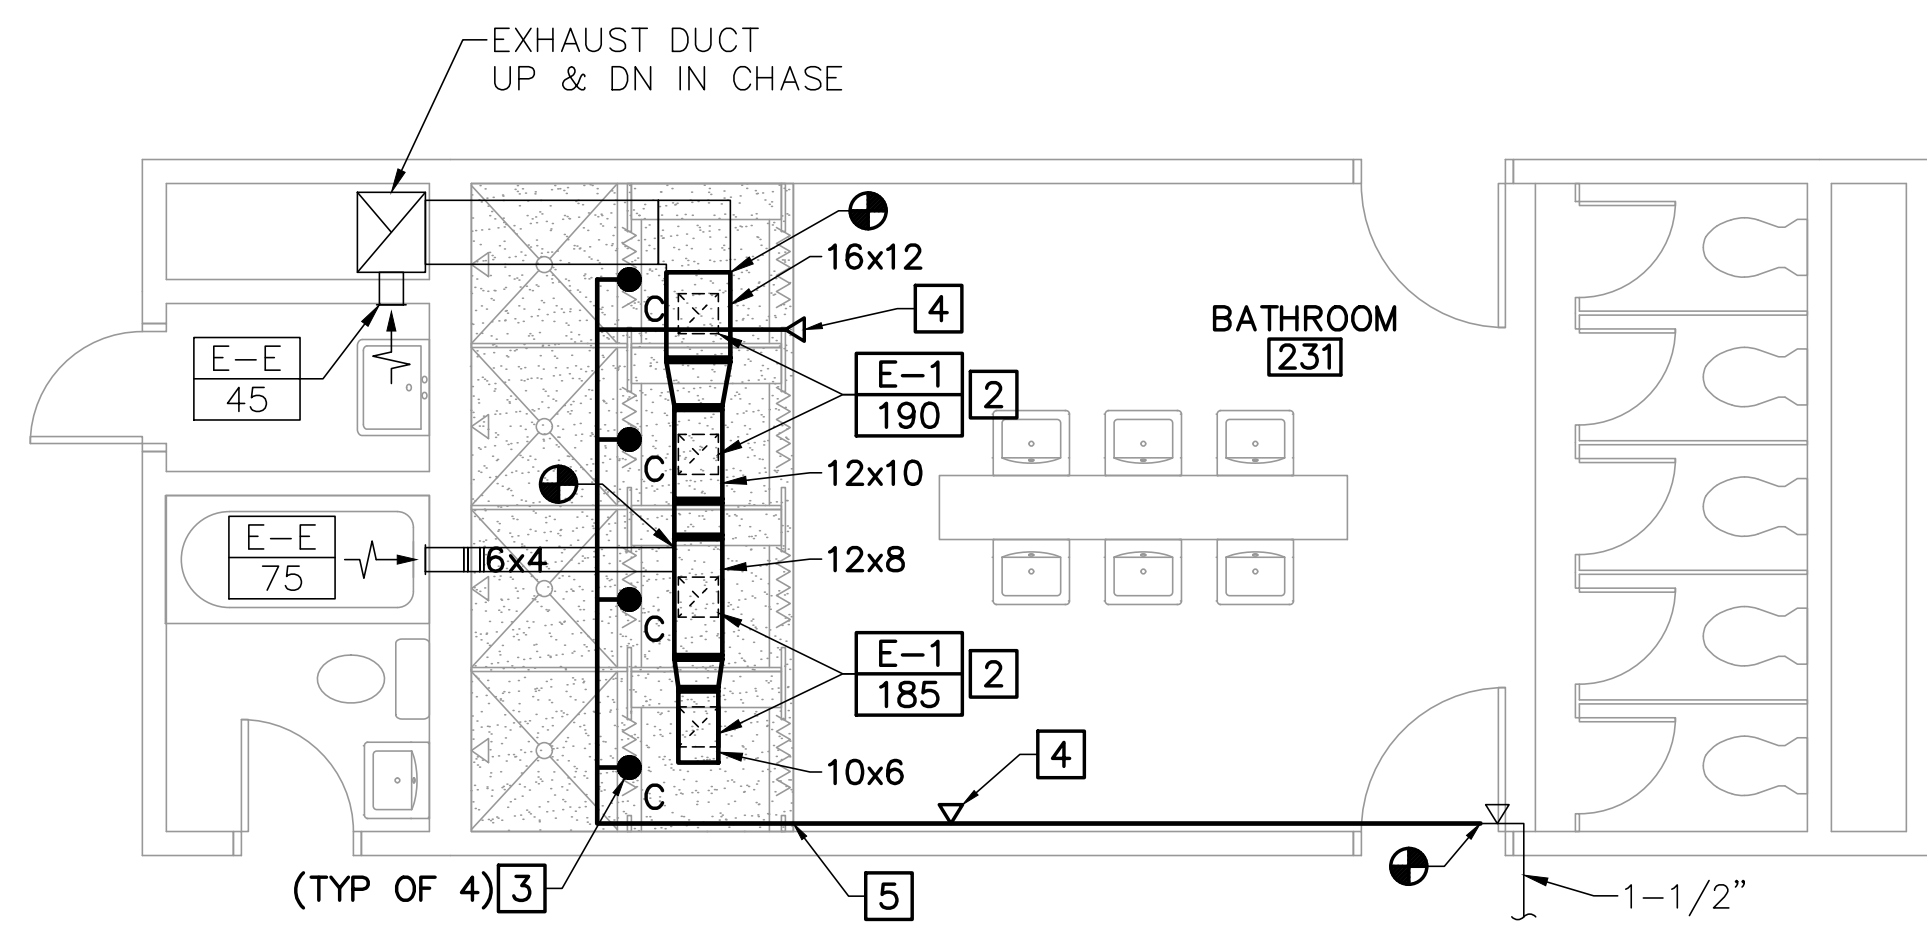 EXHAUST DUCT
UP & DN IN CHASE
16x12
4
BATHROOM
231
E-E
45
C
E-1
190
2
C
12x10
E-E
75
6x4
12x8
C
E-1
185
2
4
10x6
C
(TYP OF 4) 3
5
1-1/2"